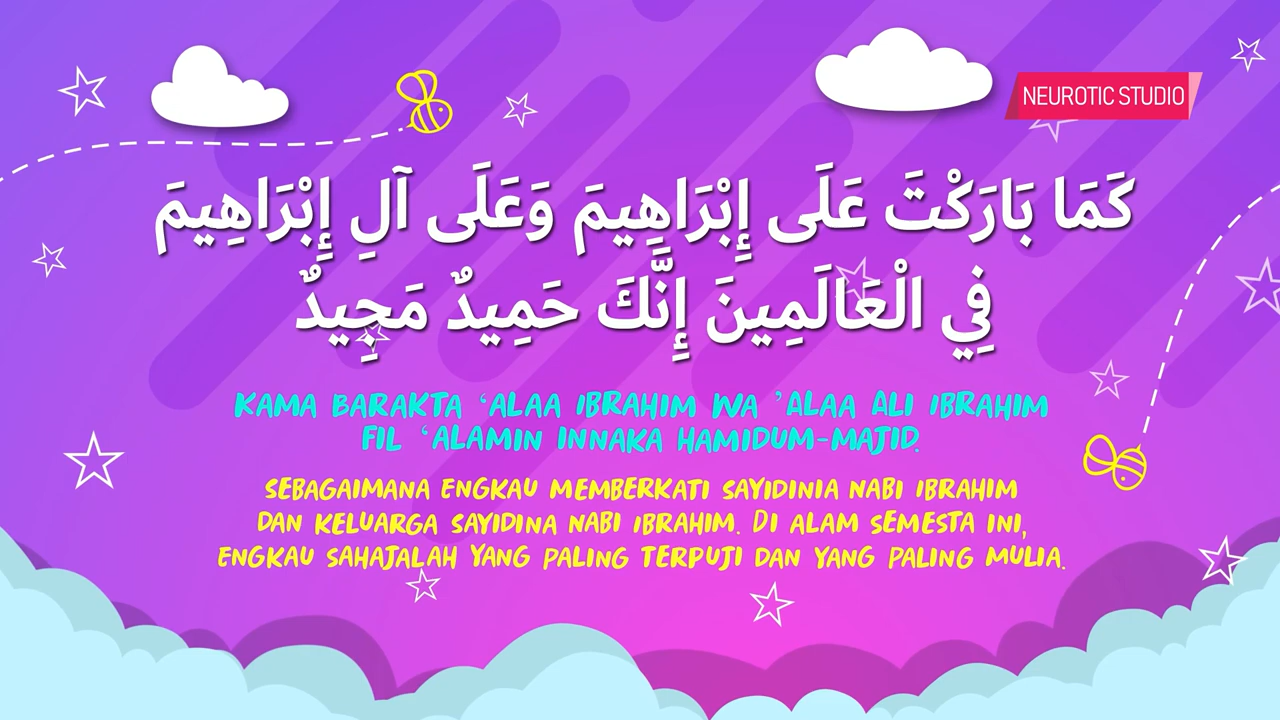 NEUROTIC STUDIO
كَمَا بَارَكْتَ عَلَى إِبْرَاهِيمَ وَعَلَى آلِ إِبْرَاهِيمَ
فِي الْعَالَمِينَ إِنَّكَ حَمِيدٌ مَجِيدٌ
KAMA BARAKTA ‘ALAA IBRAHIM WA ’ALAA ALI IBRAHIM
FIL ‘ALAMIN INNAKA HAMIDUM-MAJID.
SEBAGAIMANA ENGKAU MEMBERKATI SAYIDINIA NABI IBRAHIM
DAN KELUARGA SAYIDINA NABI IBRAHIM. DI ALAM SEMESTA INI,
ENGKAU SAHAJALAH YANG PALING TERPUJI DAN YANG PALING MULIA.